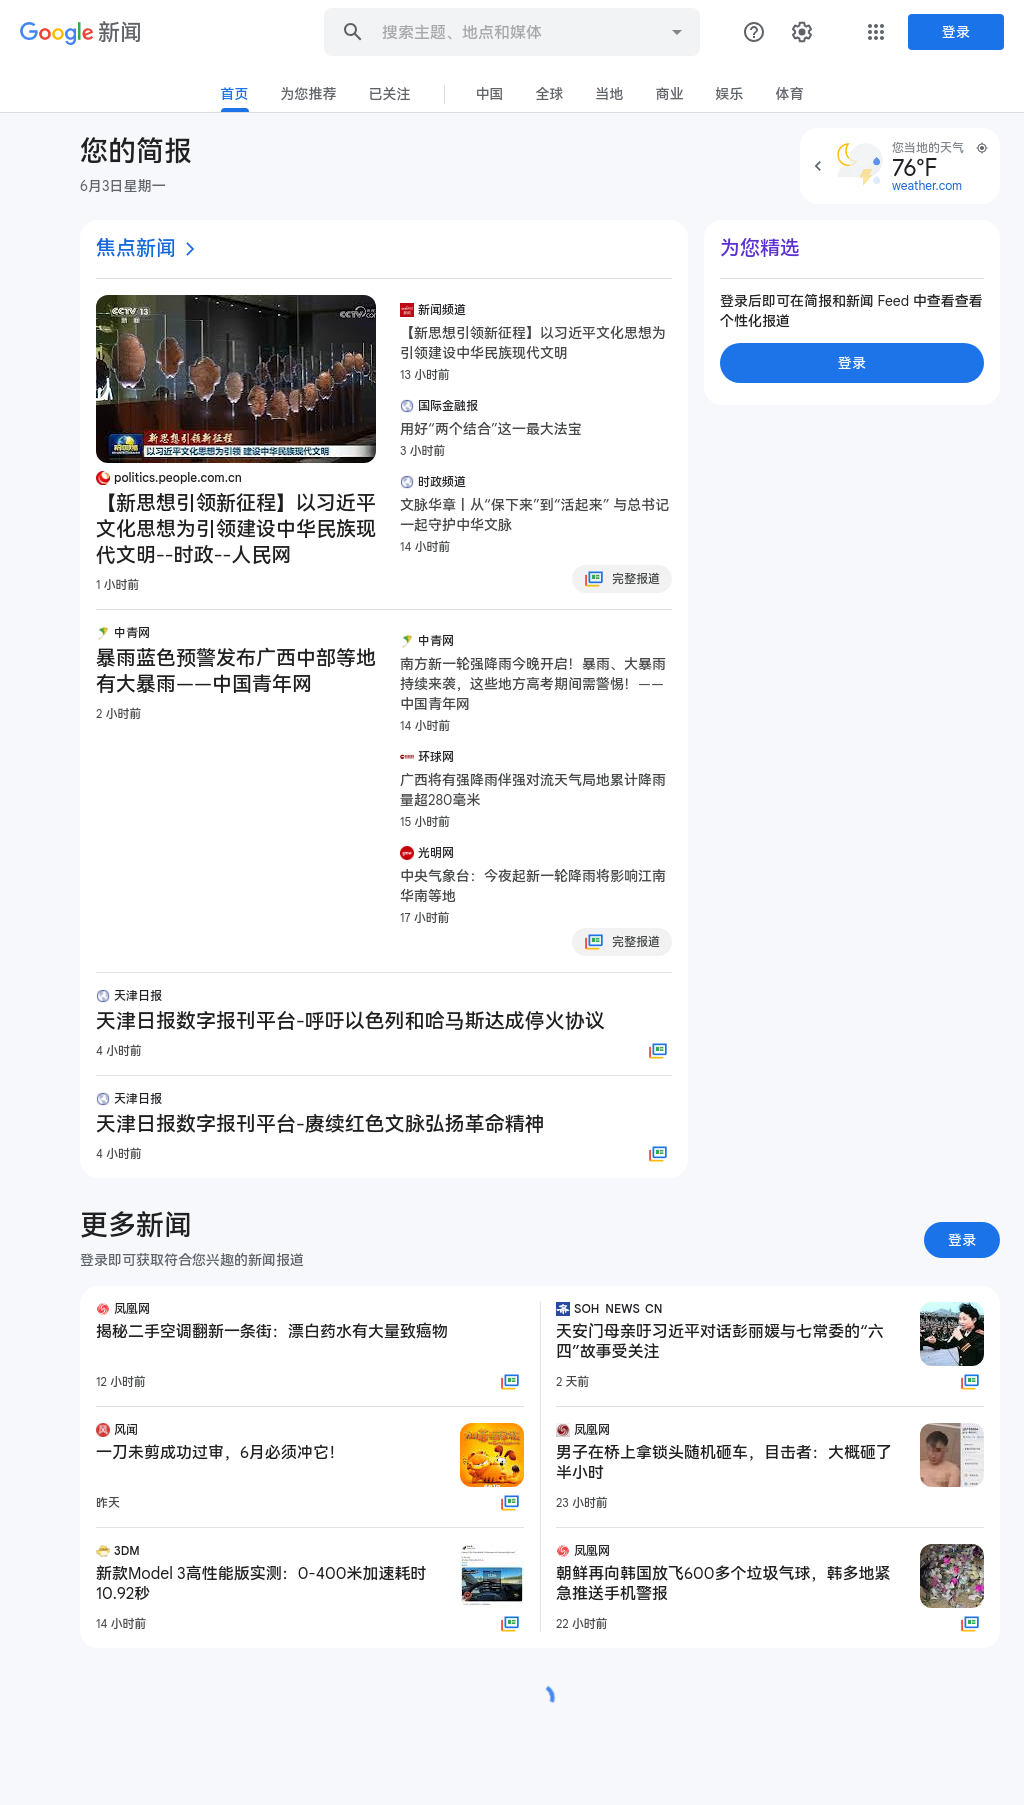 Google 新闻
搜索主题、地点和媒体
登录
首页
为您推荐
已关注
中国
全球
当地
商业
娱乐
体育
您的简报
6月3日星期一
您当地的天气
76°F
weather.com
焦点新闻
CCTV 13
新闻
新思想引领新征程
以习近平文化思想为引领 建设中华民族现代文明
politics.people.com.cn
【新思想引领新征程】以习近平
文化思想为引领建设中华民族现
代文明--时政--人民网
1 小时前
新闻频道
【新思想引领新征程】以习近平文化思想为
引领建设中华民族现代文明
13 小时前
国际金融报
用好“两个结合”这一最大法宝
3 小时前
时政频道
文脉华章丨从“保下来”到“活起来” 与总书记
一起守护中华文脉
14 小时前
完整报道
中青网
暴雨蓝色预警发布广西中部等地
有大暴雨——中国青年网
2 小时前
中青网
南方新一轮强降雨今晚开启！暴雨、大暴雨
持续来袭，这些地方高考期间需警惕！——
中国青年网
14 小时前
环球网
广西将有强降雨伴强对流天气局地累计降雨
量超280毫米
15 小时前
光明网
中央气象台：今夜起新一轮降雨将影响江南
华南等地
17 小时前
完整报道
天津日报
天津日报数字报刊平台-呼吁以色列和哈马斯达成停火协议
4 小时前
天津日报
天津日报数字报刊平台-赓续红色文脉弘扬革命精神
4 小时前
为您精选
登录后即可在简报和新闻 Feed 中查看查看
个性化报道
登录
更多新闻
登录即可获取符合您兴趣的新闻报道
登录
凤凰网
揭秘二手空调翻新一条街：漂白药水有大量致癌物
12 小时前
SOH NEWS CN
天安门母亲吁习近平对话彭丽媛与七常委的“六
四”故事受关注
2 天前
风闻
一刀未剪成功过审，6月必须冲它！
昨天
凤凰网
男子在桥上拿锁头随机砸车，目击者：大概砸了
半小时
23 小时前
3DM
新款Model 3高性能版实测：0-400米加速耗时
10.92秒
14 小时前
凤凰网
朝鲜再向韩国放飞600多个垃圾气球，韩多地紧
急推送手机警报
22 小时前